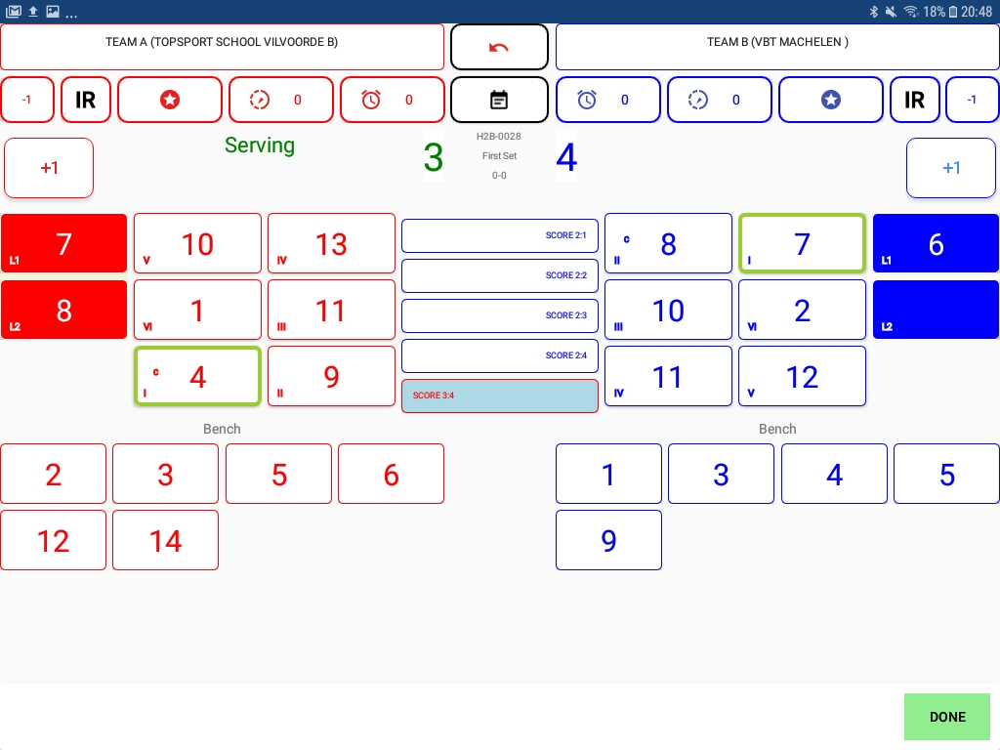 ... 18% 20:48
TEAM A (TOPSPORT SCHOOL VILVOORDE B) TEAM B (VBT MACHELEN )
-1 IR 0 0 0 0 IR -1
+1 Serving 3 H2B-0028 4 +1
First Set
0-0
7 L1 10 V 13 IV SCORE 2:1 C 8 II 7 I 6 L1
SCORE 2:2
8 L2 1 VI 11 III SCORE 2:3 10 III 2 VI L2
SCORE 2:4
C 4 I 9 II SCORE 3:4 11 IV 12 V
Bench Bench
2 3 5 6 1 3 4 5
12 14 9
DONE